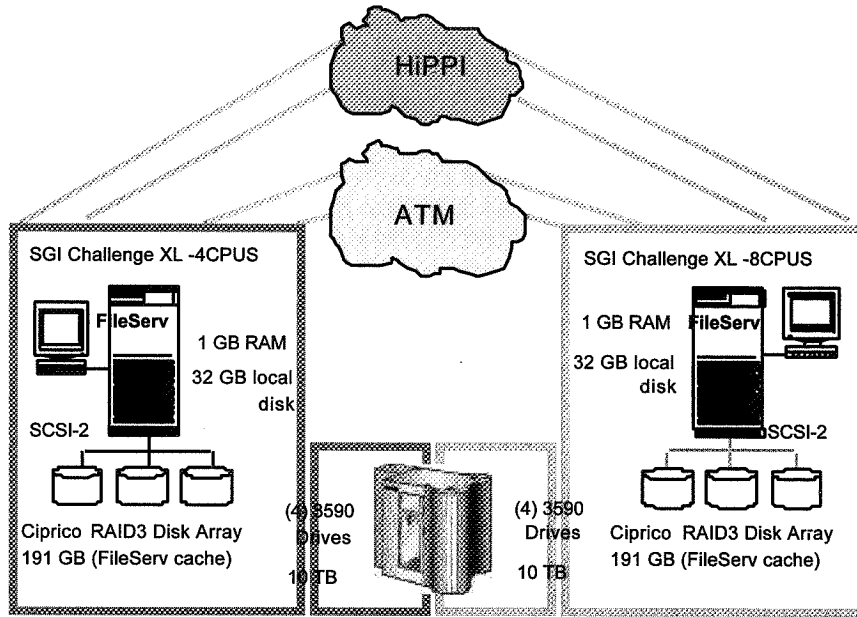 HiPPI
ATM
SGI Challenge XL -4CPUS
FileServ
1 GB RAM
32 GB local
disk
SCSI-2
Ciprico RAID3 Disk Array
191 GB (FileServ cache)
(4) 3590
Drives
10 TB
(4) 3590
Drives
10 TB
SGI Challenge XL -8CPUS
1 GB RAM
FileServ
32 GB local
disk
SCSI-2
Ciprico RAID3 Disk Array
191 GB (FileServ cache)